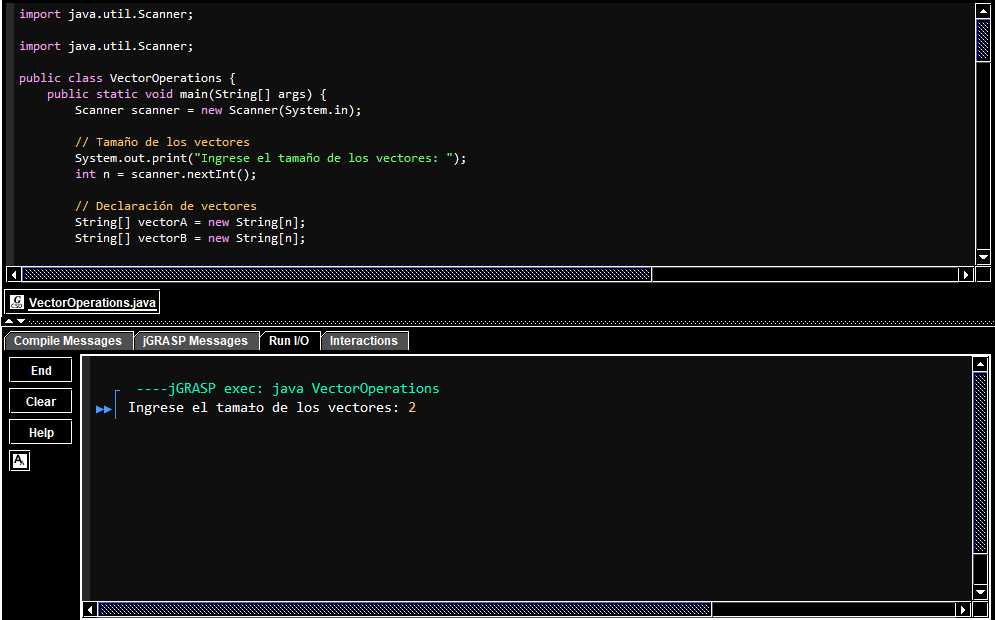 import java.util.Scanner;
import java.util.Scanner;
public class VectorOperations {
public static void main(String[] args) {
Scanner scanner = new Scanner(System.in);
// Tamaño de los vectores
System.out.print("Ingrese el tamaño de los vectores: ");
int n = scanner.nextInt();
// Declaración de vectores
String[] vectorA = new String[n];
String[] vectorB = new String[n];
VectorOperations.java
Compile Messages jGRASP Messages Run I/O Interactions
End
Clear
Help
----jGRASP exec: java VectorOperations
Ingrese el tama±o de los vectores: 2